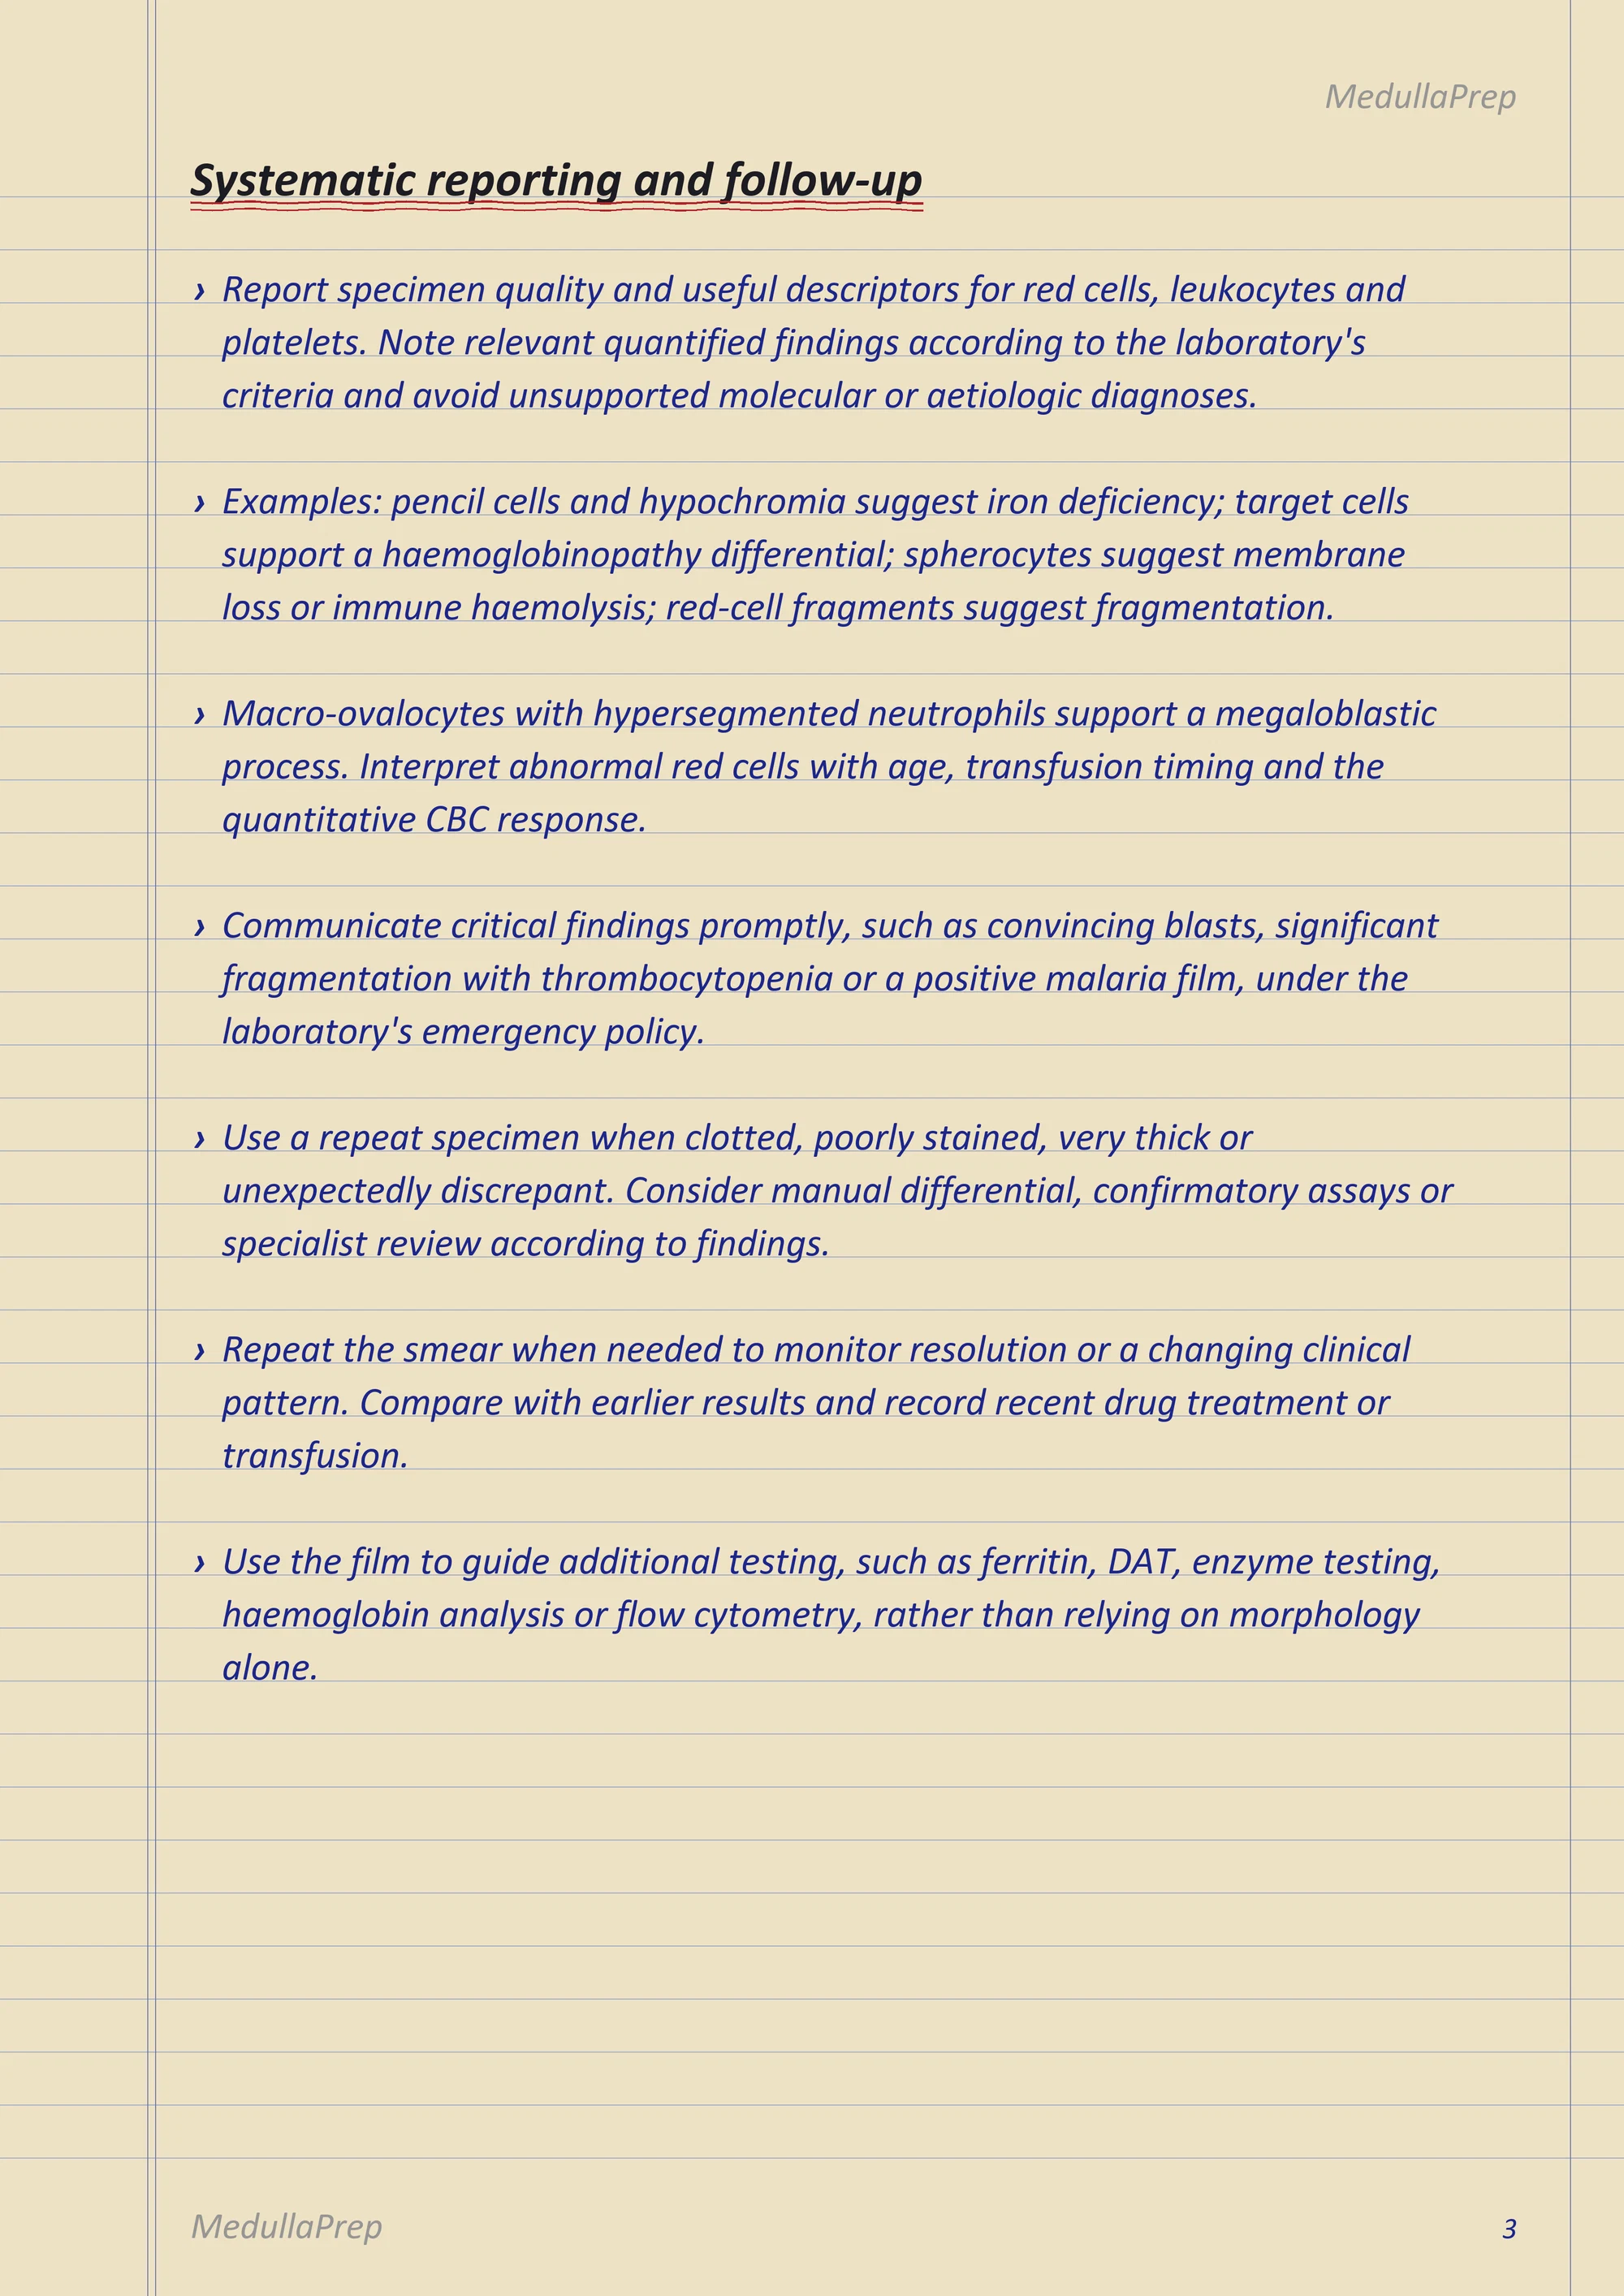 MedullaPrep
Systematic reporting and follow-up
› Report specimen quality and useful descriptors for red cells, leukocytes and
platelets. Note relevant quantified findings according to the laboratory's
criteria and avoid unsupported molecular or aetiologic diagnoses.
› Examples: pencil cells and hypochromia suggest iron deficiency; target cells
support a haemoglobinopathy differential; spherocytes suggest membrane
loss or immune haemolysis; red-cell fragments suggest fragmentation.
› Macro-ovalocytes with hypersegmented neutrophils support a megaloblastic
process. Interpret abnormal red cells with age, transfusion timing and the
quantitative CBC response.
› Communicate critical findings promptly, such as convincing blasts, significant
fragmentation with thrombocytopenia or a positive malaria film, under the
laboratory's emergency policy.
› Use a repeat specimen when clotted, poorly stained, very thick or
unexpectedly discrepant. Consider manual differential, confirmatory assays or
specialist review according to findings.
› Repeat the smear when needed to monitor resolution or a changing clinical
pattern. Compare with earlier results and record recent drug treatment or
transfusion.
› Use the film to guide additional testing, such as ferritin, DAT, enzyme testing,
haemoglobin analysis or flow cytometry, rather than relying on morphology
alone.
MedullaPrep
3